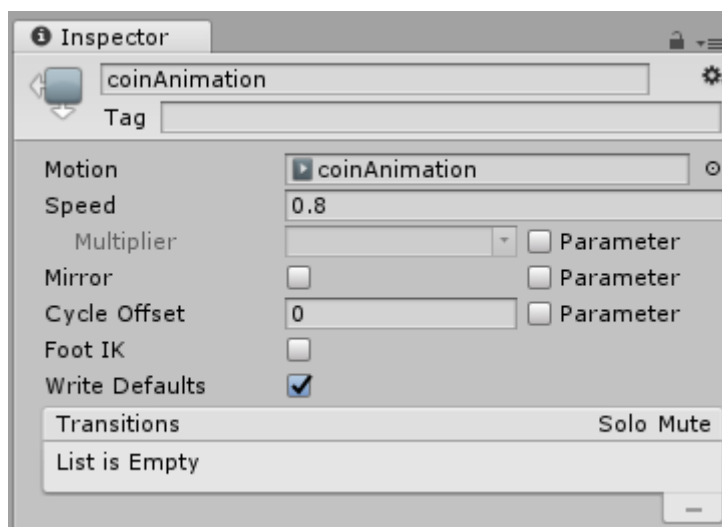 Inspector
coinAnimation
Tag
Motion coinAnimation
Speed 0.8
Multiplier Parameter
Mirror Parameter
Cycle Offset 0 Parameter
Foot IK
Write Defaults
Transitions Solo Mute
List is Empty